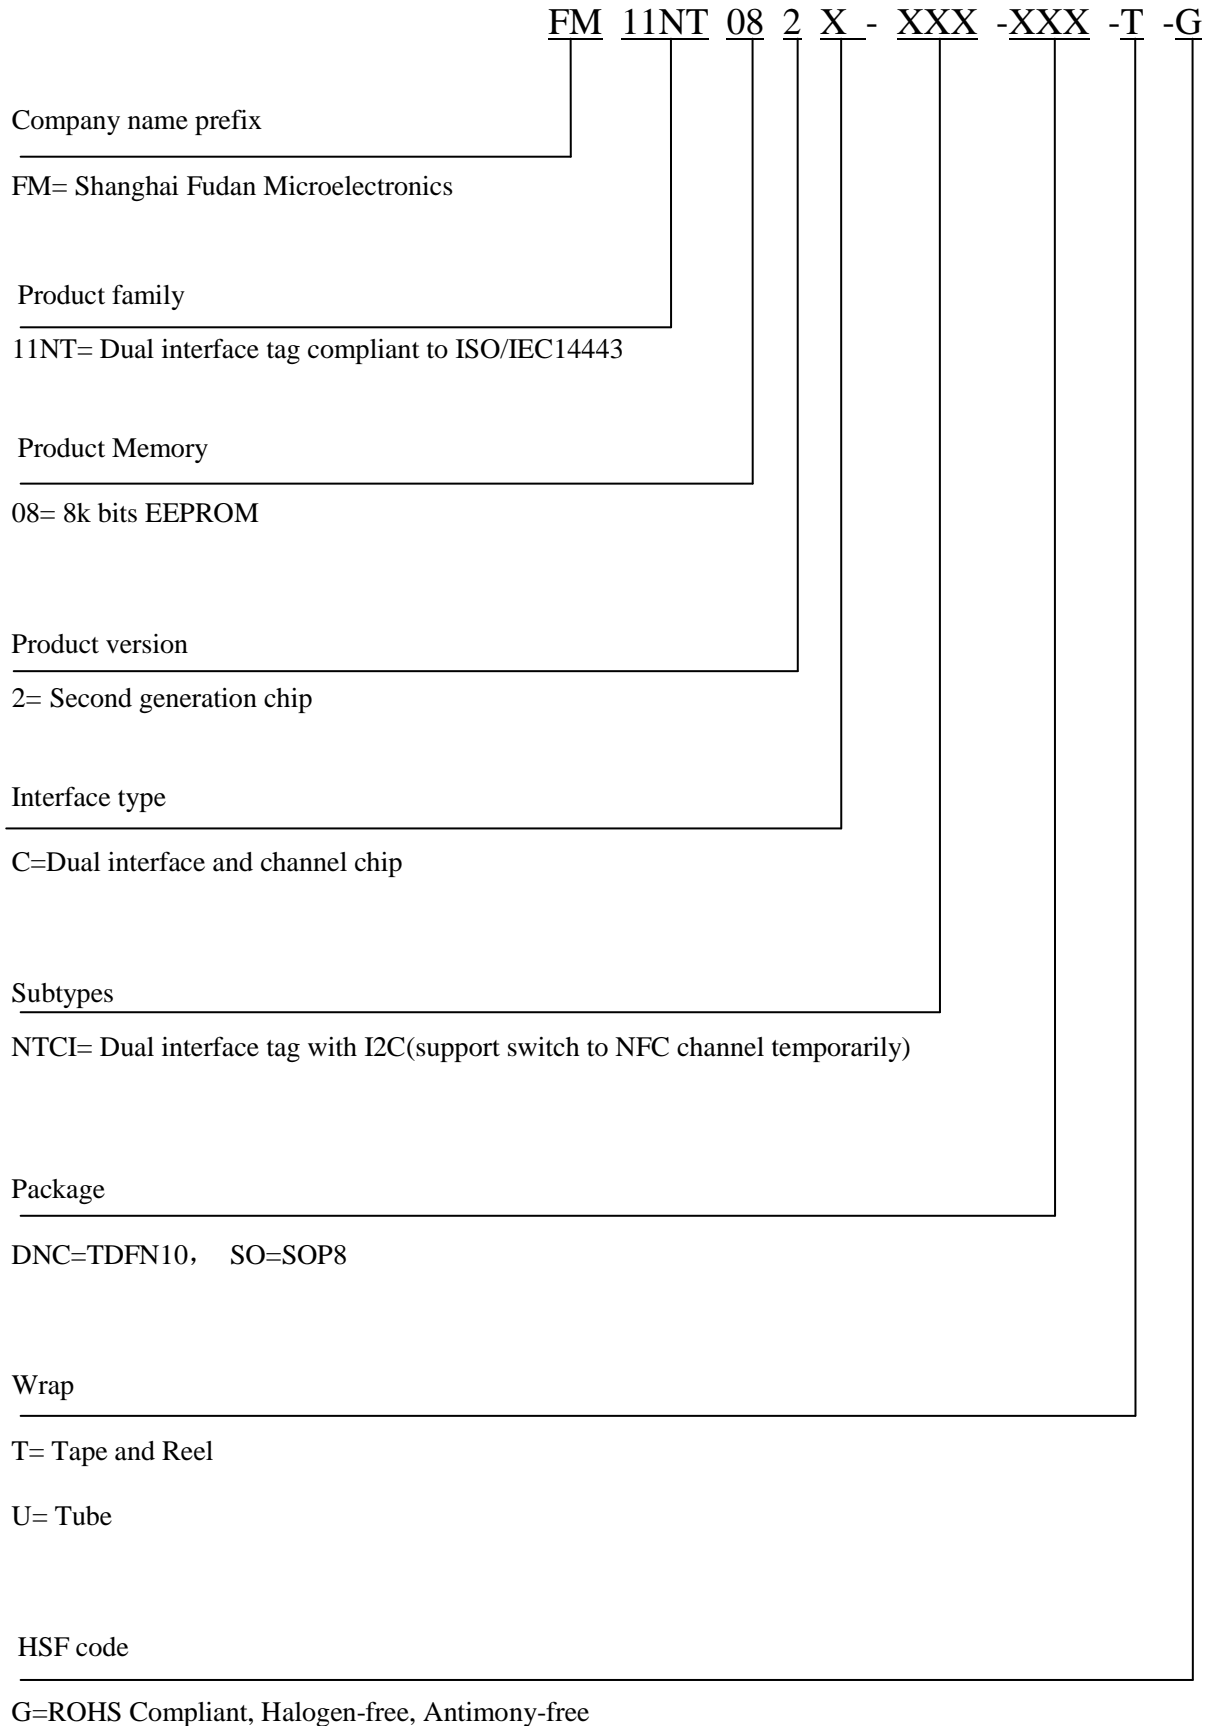 FM 11NT 08 2 X - XXX -XXX -T -G
Company name prefix
FM= Shanghai Fudan Microelectronics
Product family
11NT= Dual interface tag compliant to ISO/IEC14443
Product Memory
08= 8k bits EEPROM
Product version
2= Second generation chip
Interface type
C=Dual interface and channel chip
Subtypes
NTCI= Dual interface tag with I2C(support switch to NFC channel temporarily)
Package
DNC=TDFN10， SO=SOP8
Wrap
T= Tape and Reel
U= Tube
HSF code
G=ROHS Compliant, Halogen-free, Antimony-free